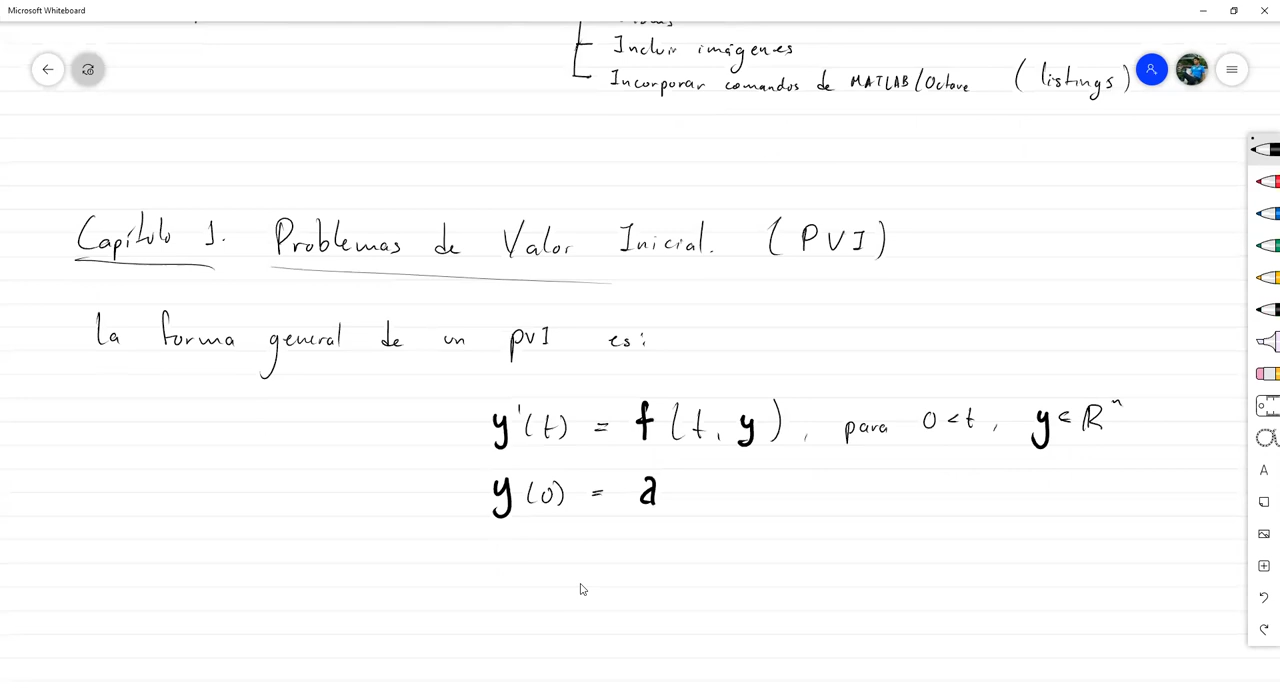 Microsoft Whiteboard
Incluir imágenes
Incorporar comandos de MATLAB/Octave (listings)
Capítulo 1. Problemas de Valor Inicial. (PVI)
la forma general de un pvI es:
y'(t) = f(t, y), para 0 < t, y ∈ ℝⁿ
y(0) = a
A